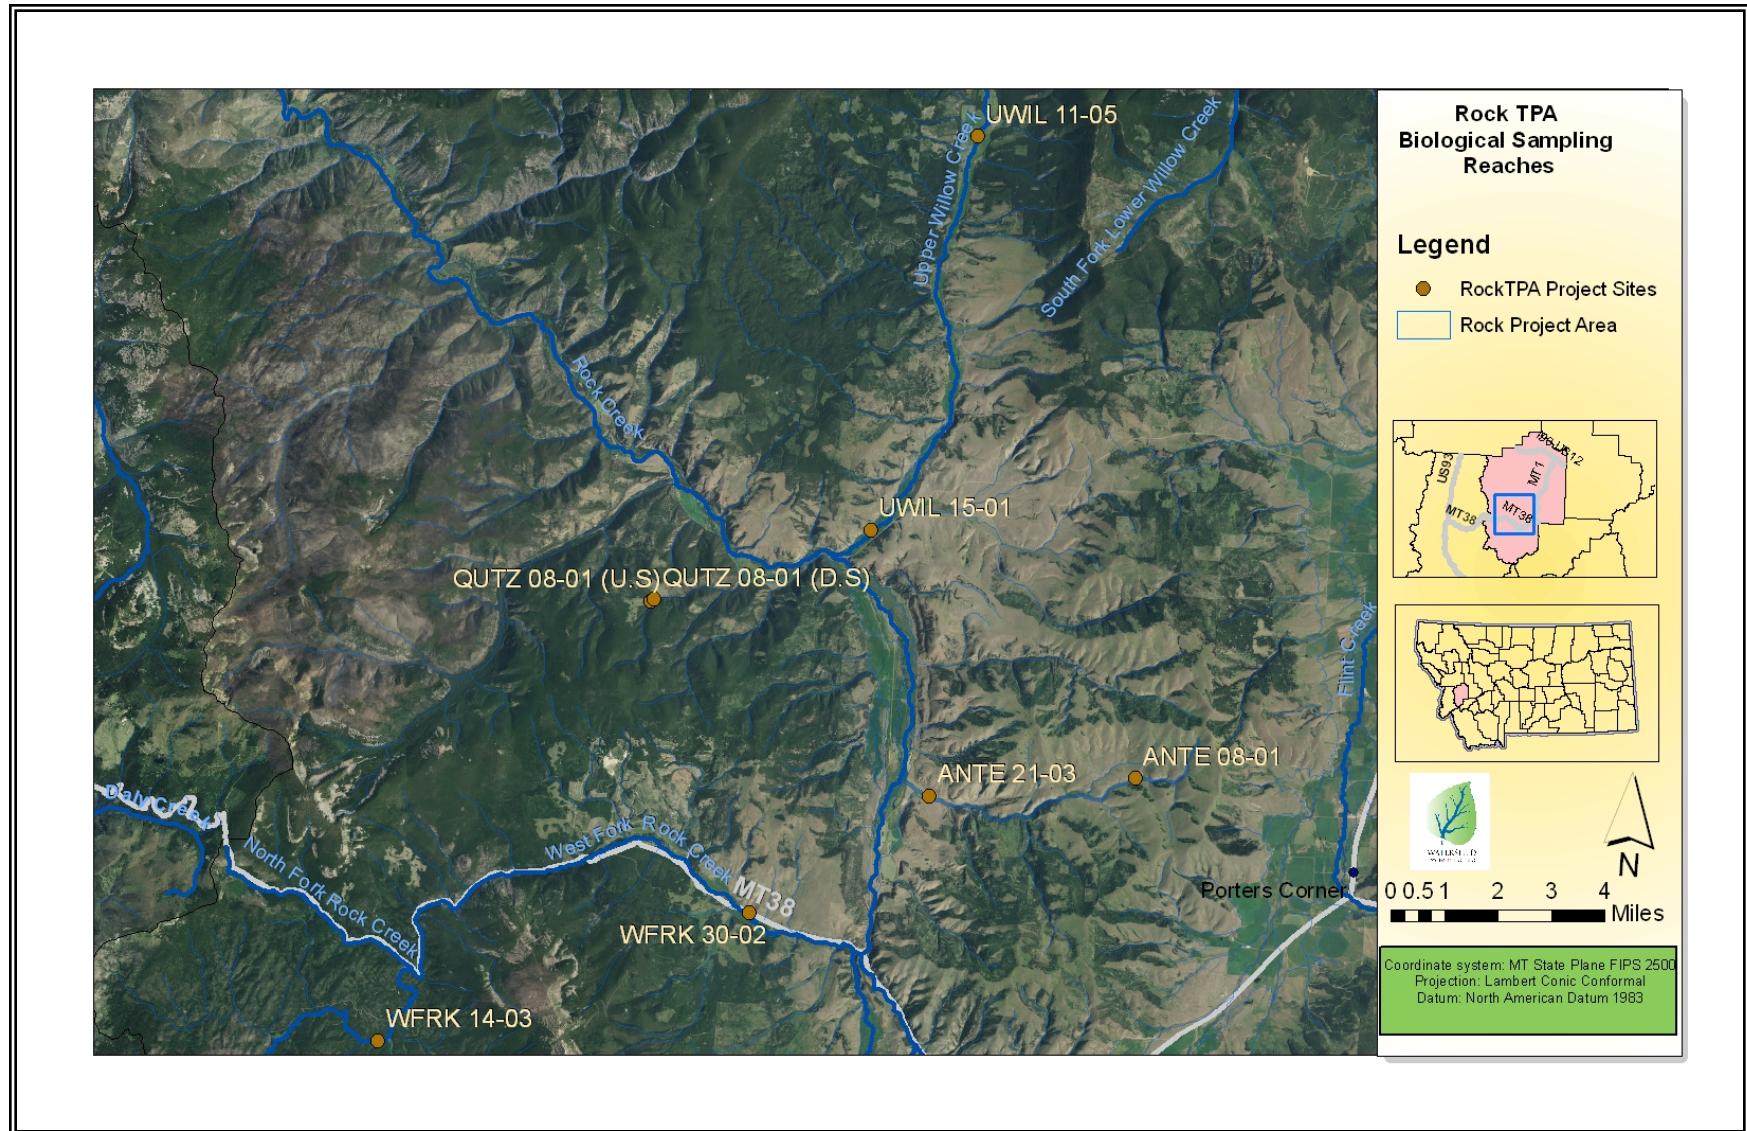 UWIL 11-05
Upper Willow Creek
South Fork Lower Willow Creek
Rock Creek
UWIL 15-01
QUTZ 08-01 (U.S)
QUTZ 08-01 (D.S)
Flint Creek
ANTE 21-03
ANTE 08-01
Daly Creek
North Fork Rock Creek
West Fork Rock Creek
MT38
WFRK 30-02
WFRK 14-03
Porters Corner
Rock TPA
Biological Sampling
Reaches
Legend
RockTPA Project Sites
Rock Project Area
US93
MT1
MT38
MT38
N
0 0.5 1 2 3 4
Miles
Coordinate system: MT State Plane FIPS 2500
Projection: Lambert Conic Conformal
Datum: North American Datum 1983